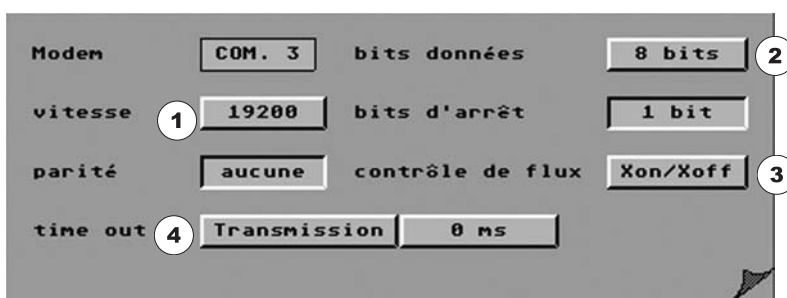 Modem COM. 3 bits données 8 bits 2
vitesse 1 19200 bits d'arrêt 1 bit
parité aucune contrôle de flux Xon/Xoff 3
time out 4 Transmission 0 ms